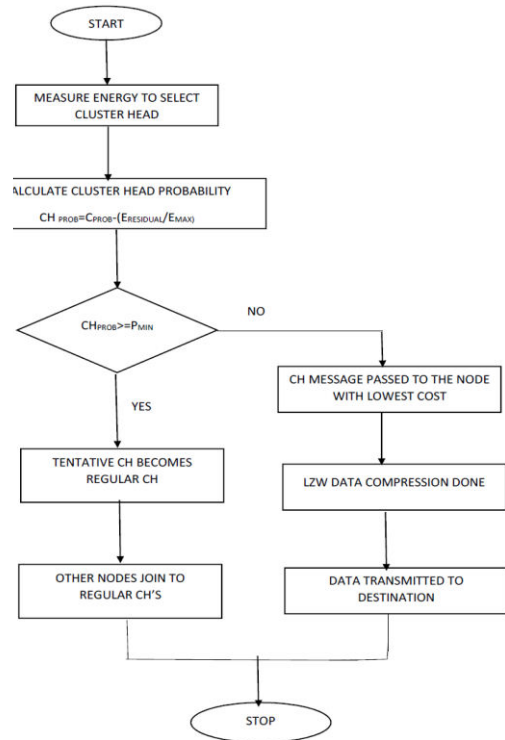 START
MEASURE ENERGY TO SELECT
CLUSTER HEAD
ALCULATE CLUSTER HEAD PROBABILITY
CH PROB=CPROB-(ERESIDUAL/EMAX)
CHPROB>=PMIN
NO
YES
CH MESSAGE PASSED TO THE NODE
WITH LOWEST COST
TENTATIVE CH BECOMES
REGULAR CH
LZW DATA COMPRESSION DONE
OTHER NODES JOIN TO
REGULAR CH'S
DATA TRANSMITTED TO
DESTINATION
STOP